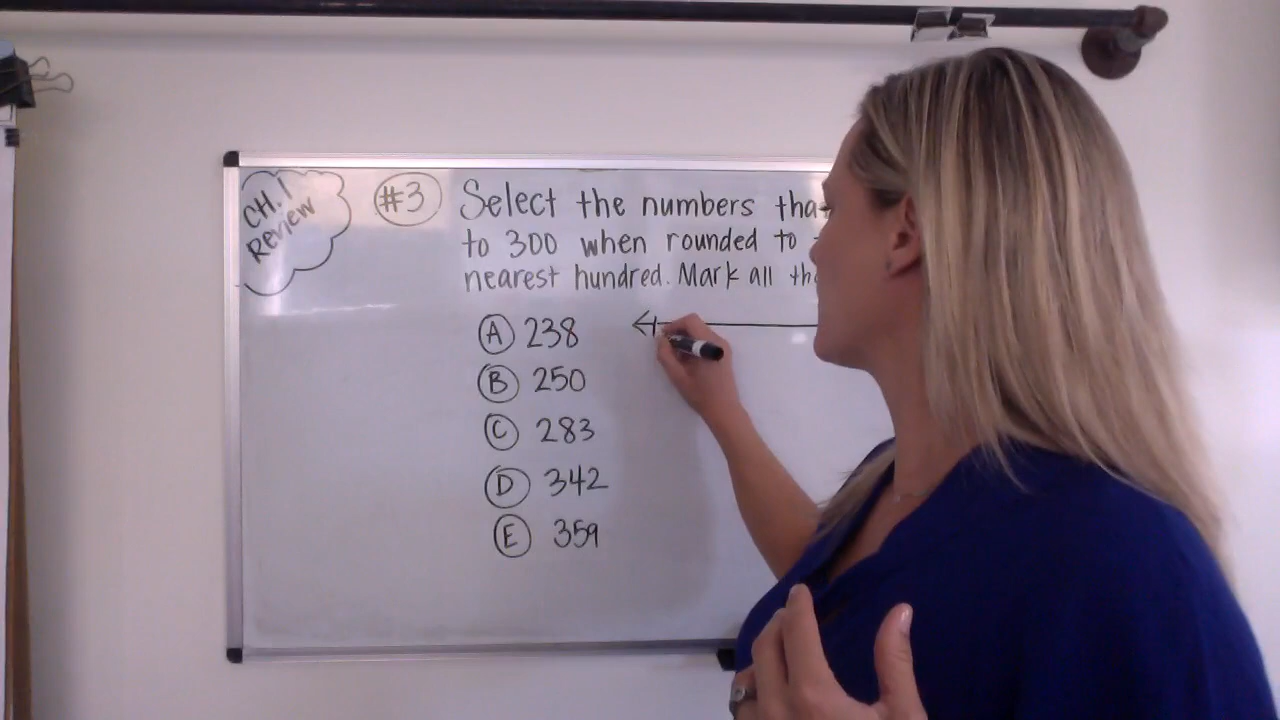 CH. 1
Review
#3
Select the numbers
to 300 when rounded to
nearest hundred. Mark all
A 238
B 250
C 283
D 342
E 359